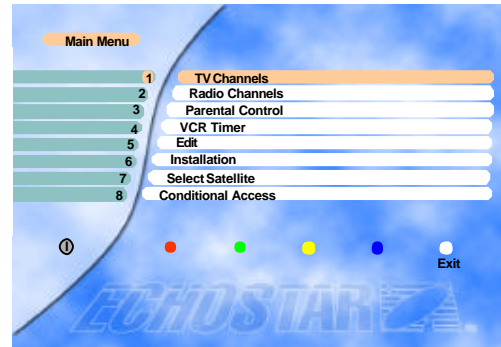 Main Menu
1 TV Channels
2 Radio Channels
3 Parental Control
4 VCR Timer
5 Edit
6 Installation
7 Select Satellite
8 Conditional Access
i
Exit
ECHOSTAR